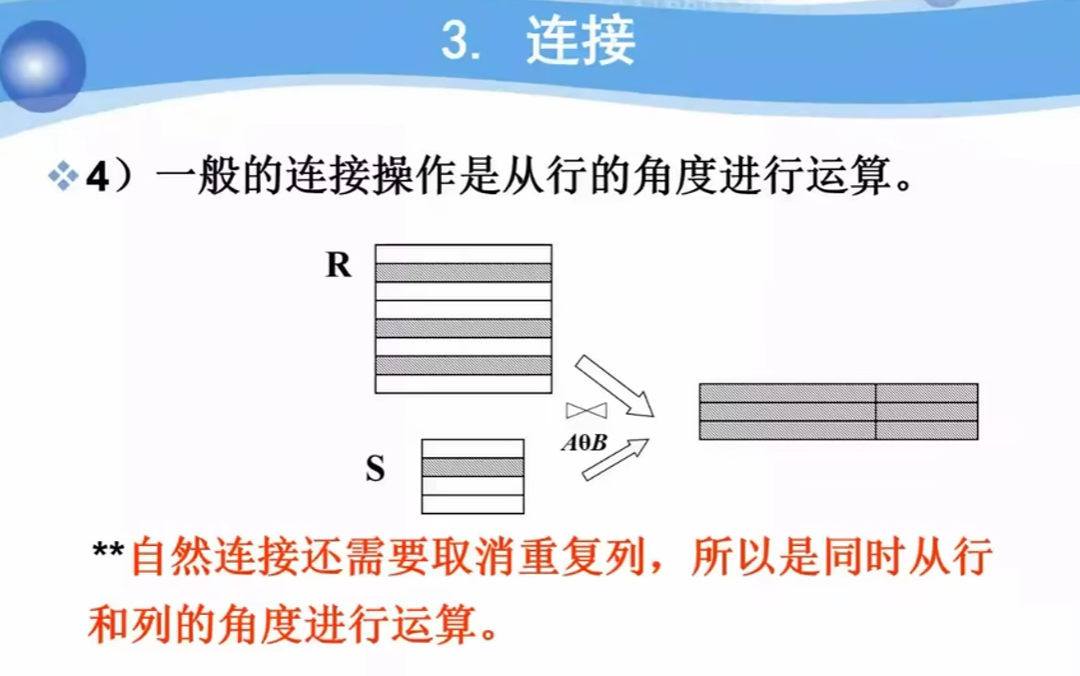 3. 连接
4）一般的连接操作是从行的角度进行运算。
R
AθB
S
**自然连接还需要取消重复列，所以是同时从行
和列的角度进行运算。